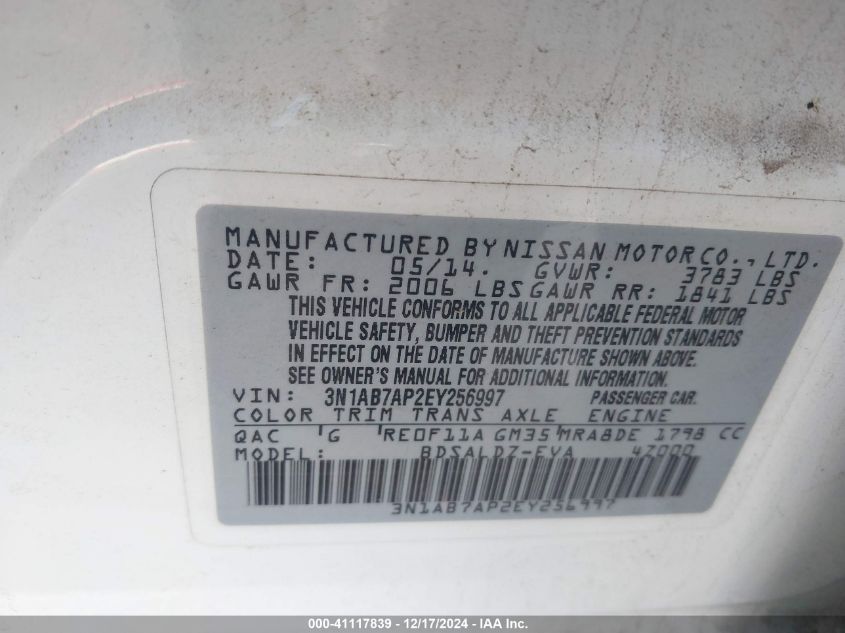 MANUFACTURED BY NISSAN MOTOR CO., LTD.
DATE: 05/14. GVWR: 3783 LBS
GAWR FR: 2006 LBS GAWR RR: 1841 LBS
THIS VEHICLE CONFORMS TO ALL APPLICABLE FEDERAL MOTOR
VEHICLE SAFETY, BUMPER AND THEFT PREVENTION STANDARDS
IN EFFECT ON THE DATE OF MANUFACTURE SHOWN ABOVE.
SEE OWNER'S MANUAL FOR ADDITIONAL INFORMATION.
VIN: 3N1AB7AP2EY256997 PASSENGER CAR.
COLOR TRIM TRANS AXLE ENGINE
QAC G RE0F11A GM35 MRA8DE 1798 CC
MODEL: BDSALDZ-EVA 4Z000
3N1AB7AP2EY256997
000-41117839 - 12/17/2024 - IAA Inc.